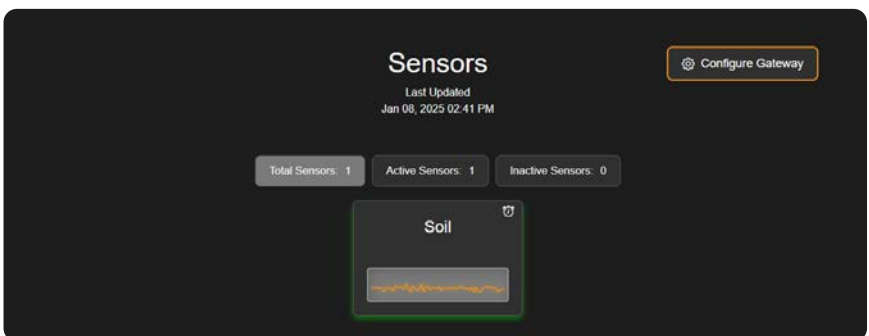 Sensors
Configure Gateway
Last Updated
Jan 08, 2025 02:41 PM
Total Sensors: 1
Active Sensors: 1
Inactive Sensors: 0
Soil